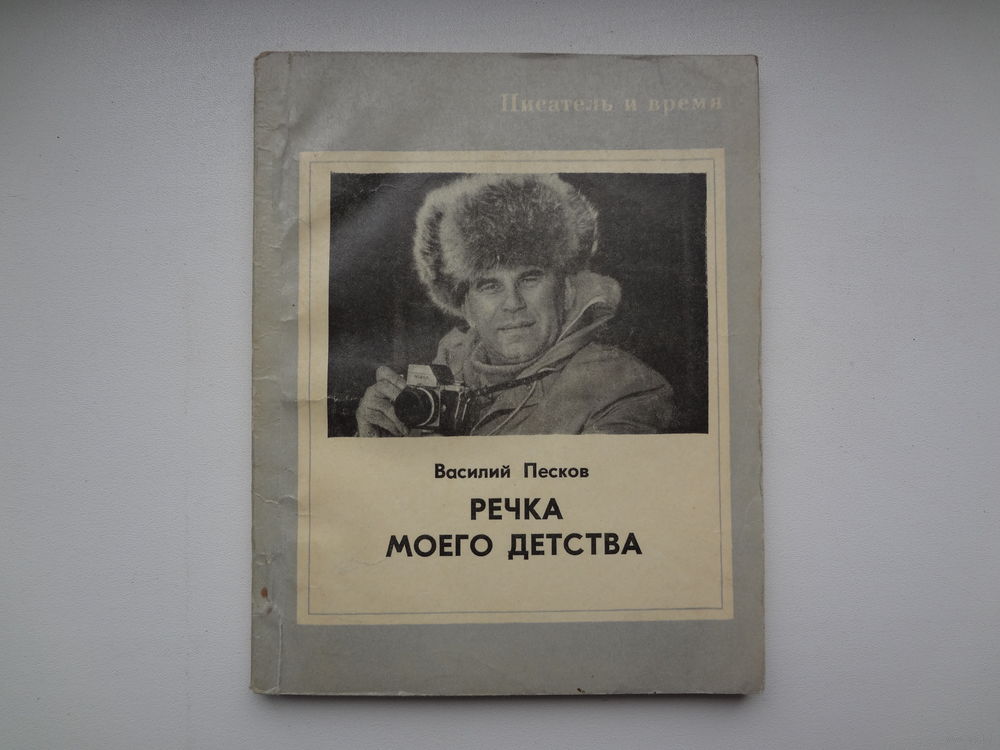 Писатель и время
Василий Песков
РЕЧКА
МОЕГО ДЕТСТВА